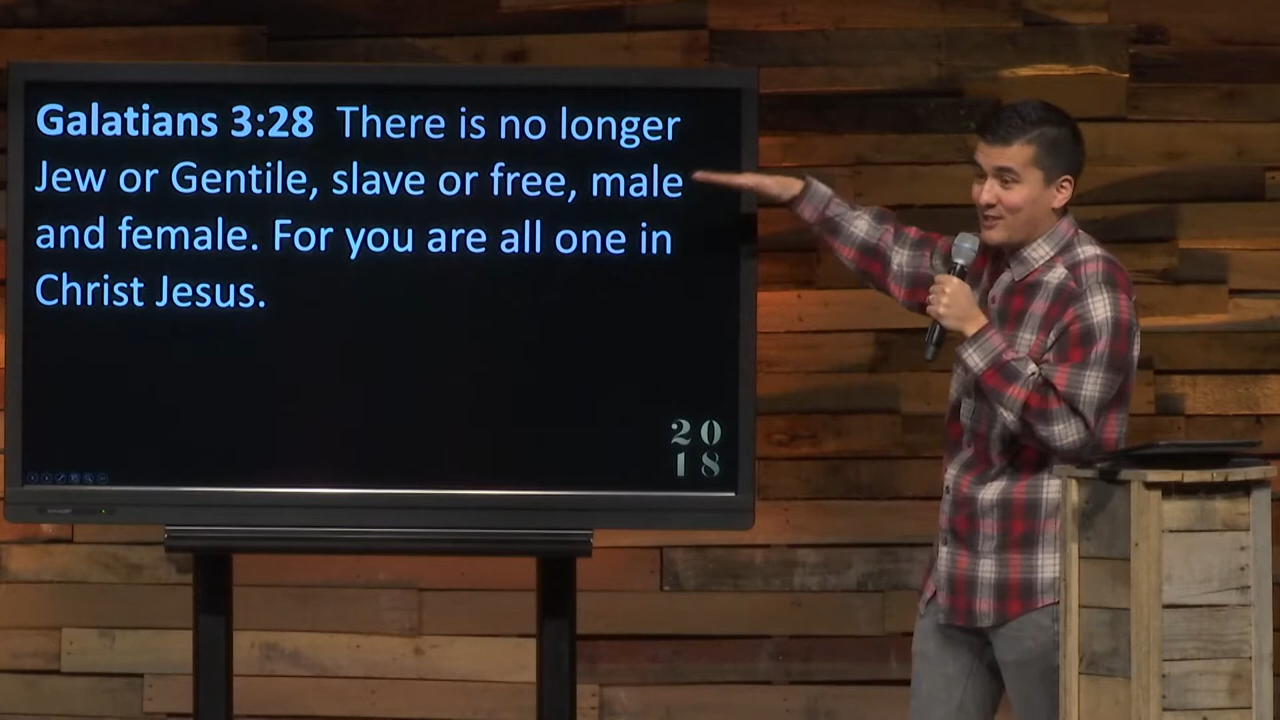 Galatians 3:28 There is no longer
Jew or Gentile, slave or free, male
and female. For you are all one in
Christ Jesus.
20
18